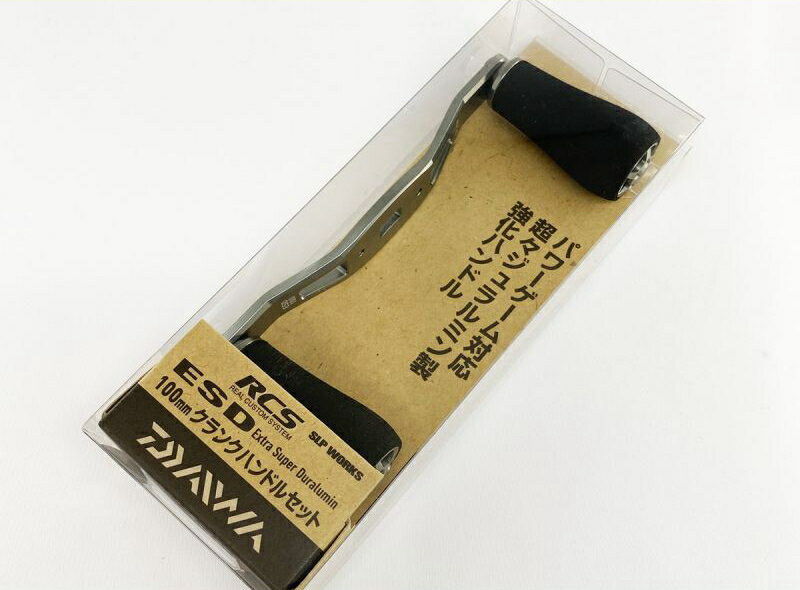 パワーゲーム対応
超々ジュラルミン製
強化ハンドル
RCS
REAL CUSTOM SYSTEM
SLP WORKS
ESD Extra Super Duralumin
100mm クランクハンドルセット
DAIWA